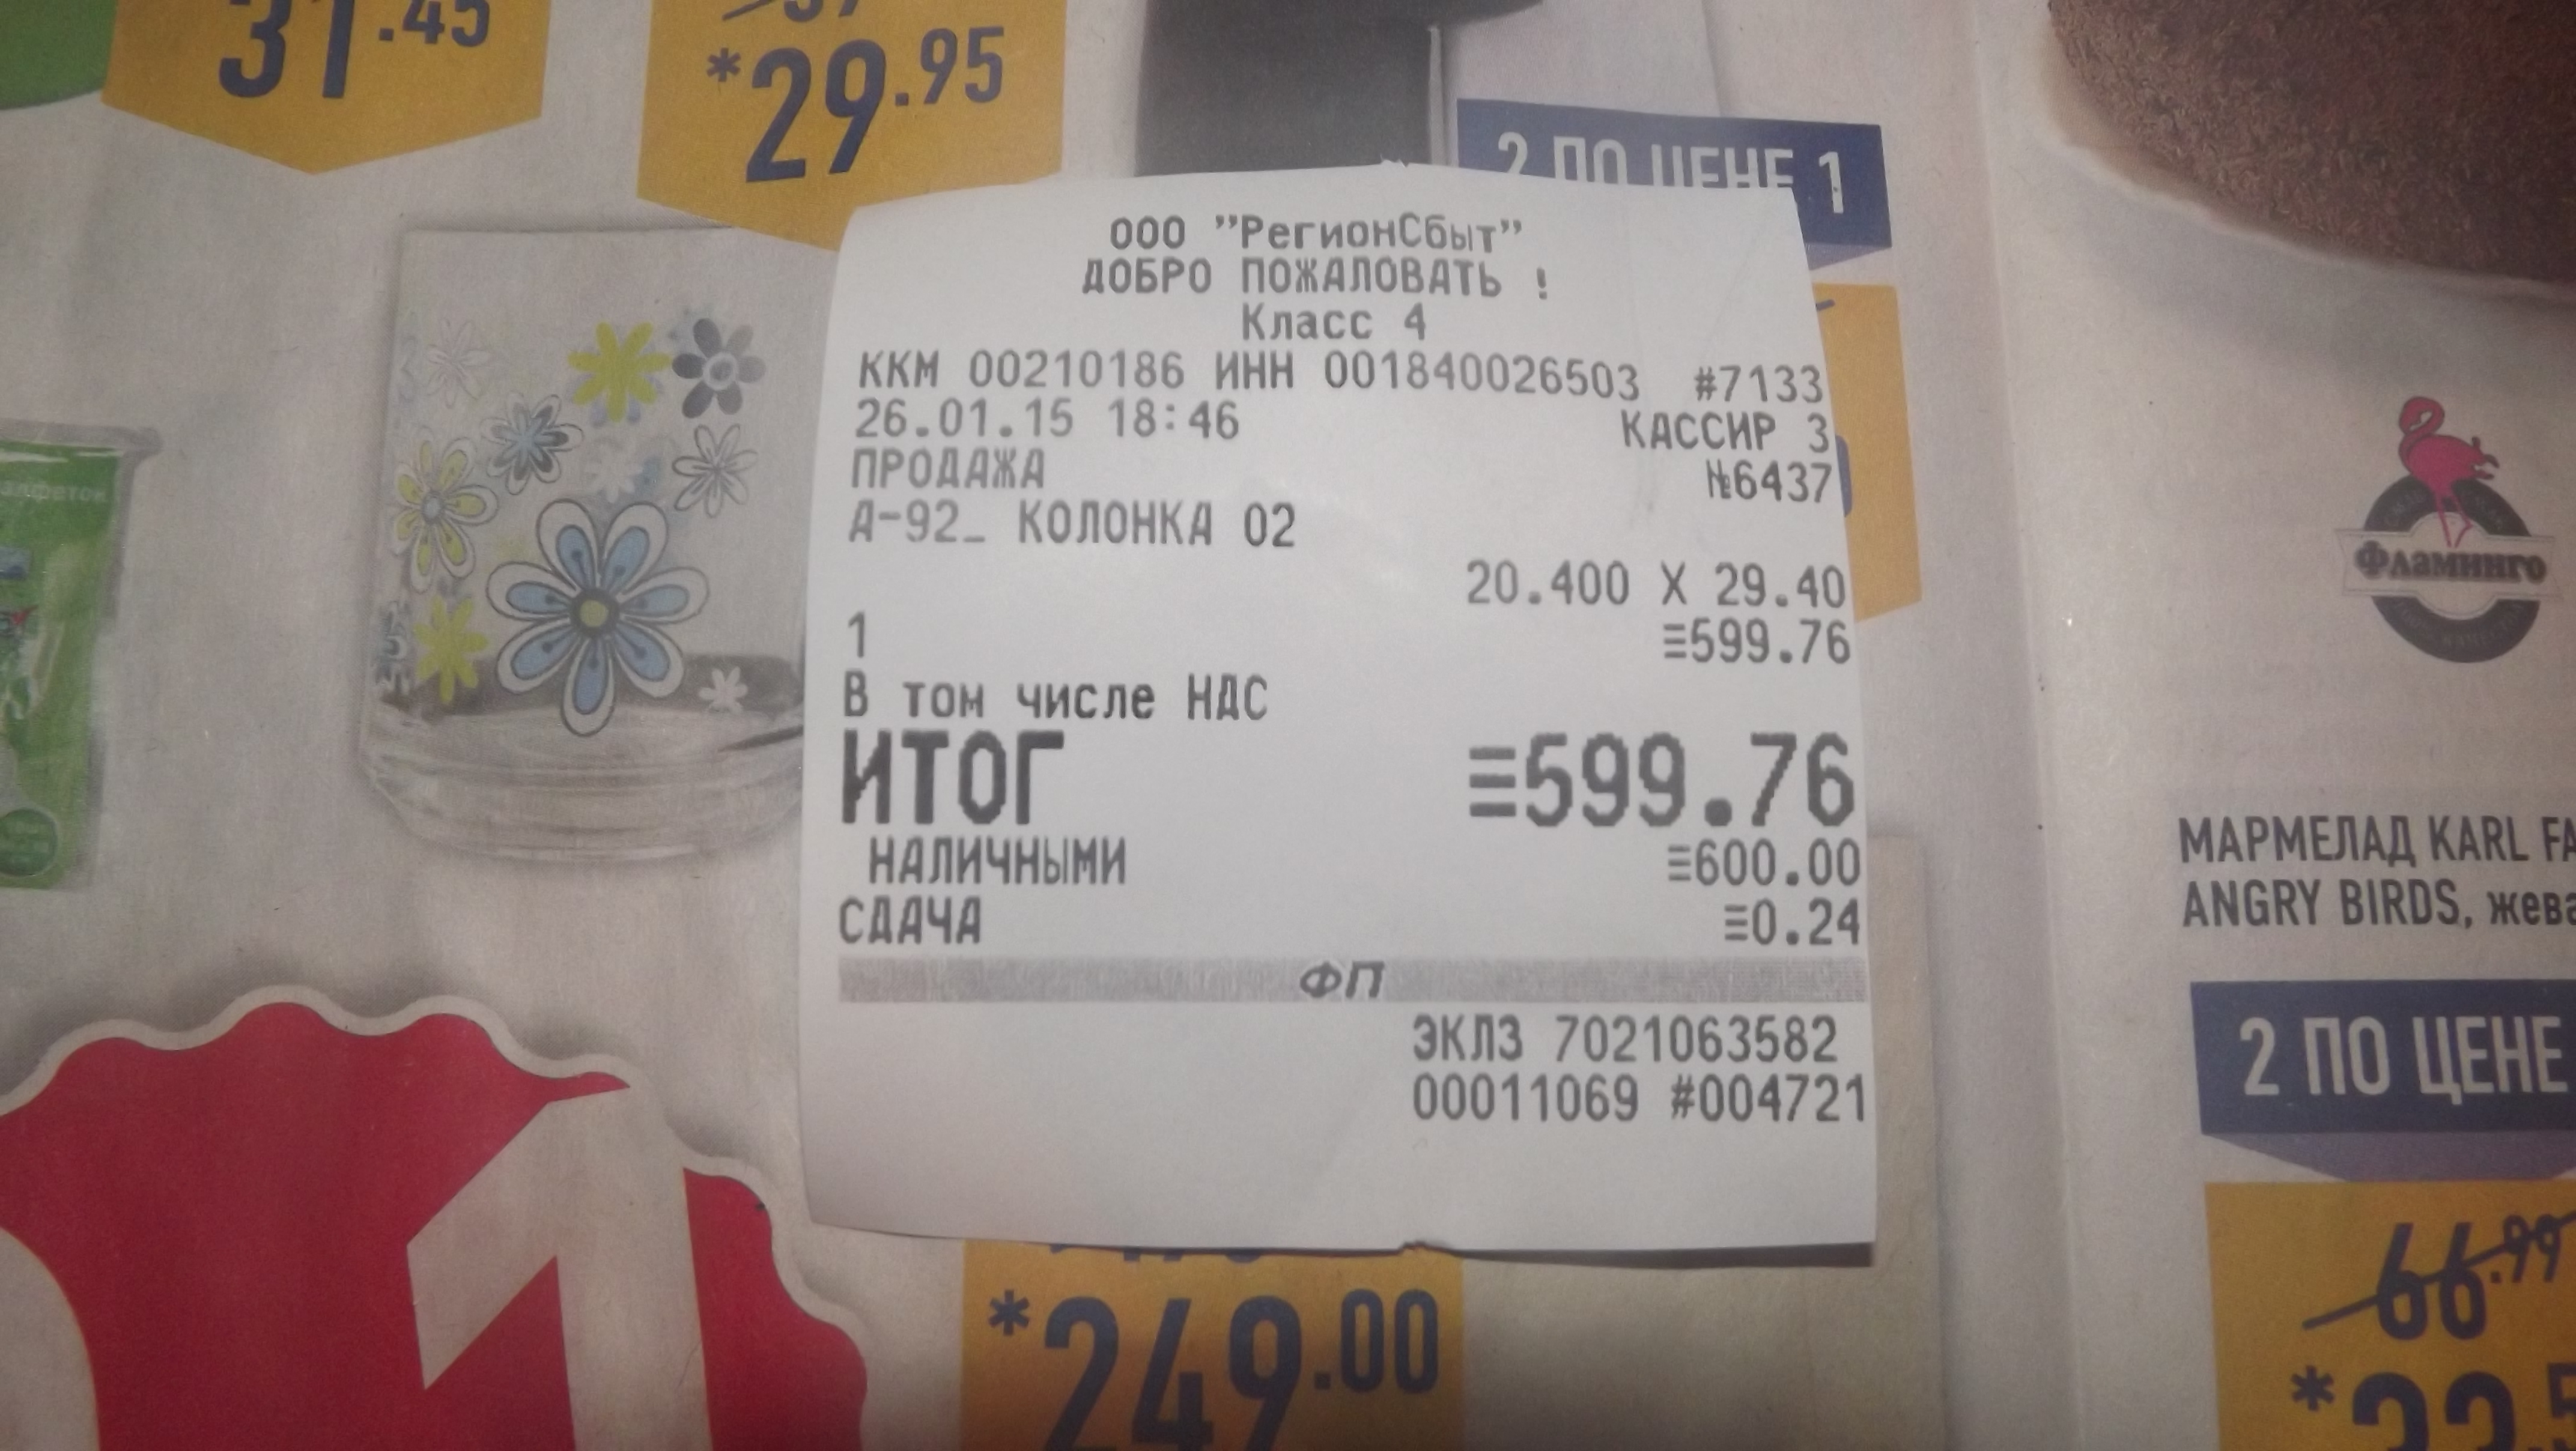 31.45
*29.95
2 ПО ЦЕНЕ 1
ООО "РегионСбыт"
ДОБРО ПОЖАЛОВАТЬ !
Класс 4
ККМ 00210186 ИНН 001840026503 #7133
26.01.15 18:46 КАССИР 3
ПРОДАЖА №6437
А-92_ КОЛОНКА 02
20.400 X 29.40
1 ≡599.76
В том числе НДС
ИТОГ ≡599.76
НАЛИЧНЫМИ ≡600.00
СДАЧА ≡0.24
ФП
ЭКЛЗ 7021063582
00011069 #004721
Фламинго
МАРМЕЛАД KARL
ANGRY BIRDS,
2 ПО ЦЕНЕ
66.99
*249.00
1